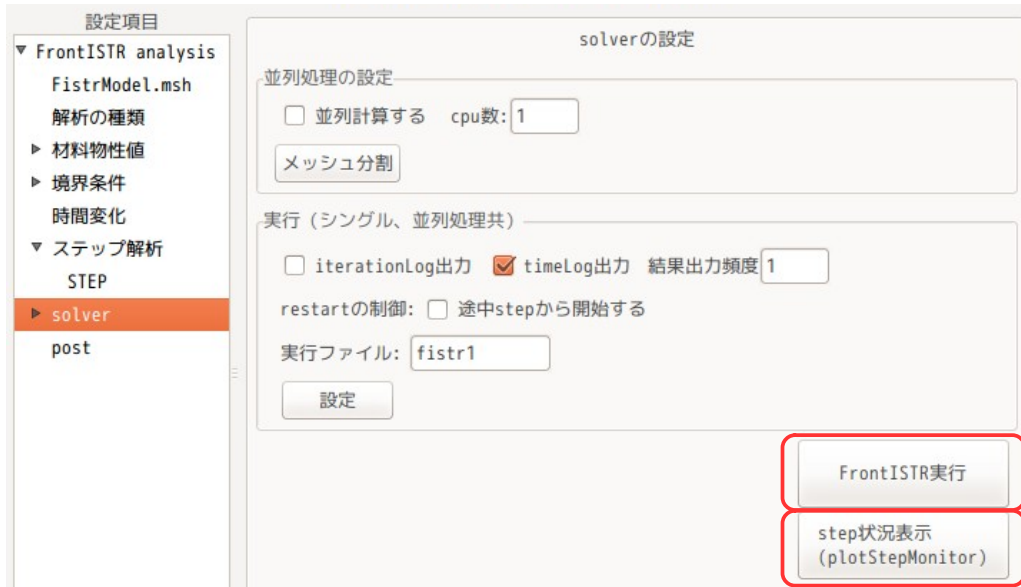 設定項目
FrontISTR analysis
FistrModel.msh
解析の種類
材料物性値
境界条件
時間変化
ステップ解析
STEP
solver
post
solverの設定
並列処理の設定
並列計算する cpu数: 1
メッシュ分割
実行（シングル、並列処理共）
iterationLog出力 timeLog出力 結果出力頻度 1
restartの制御: 途中stepから開始する
実行ファイル: fistr1
設定
FrontISTR実行
step状況表示
(plotStepMonitor)